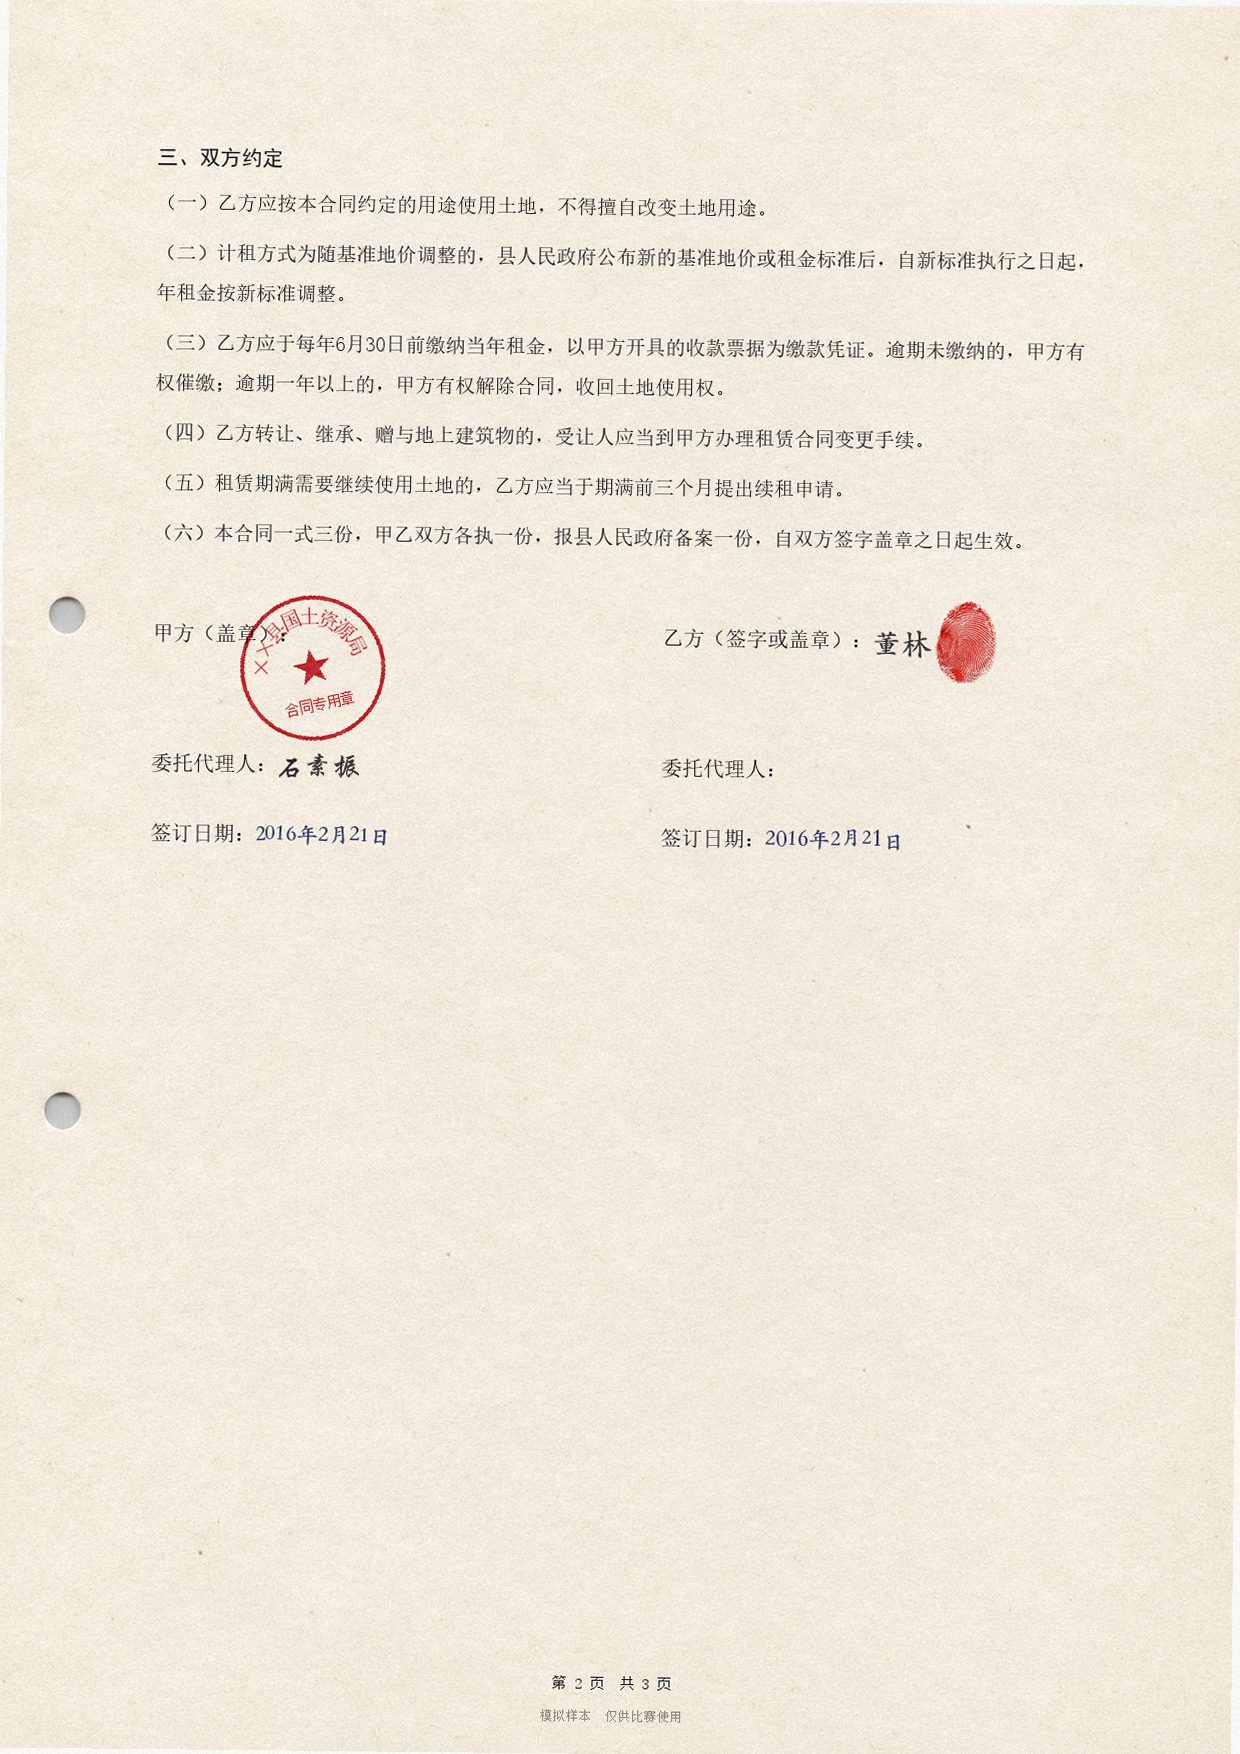 三、双方约定
（一）乙方应按本合同约定的用途使用土地，不得擅自改变土地用途。
（二）计租方式为随基准地价调整的，县人民政府公布新的基准地价或租金标准后，自新标准执行之日起，
年租金按新标准调整。
（三）乙方应于每年6月30日前缴纳当年租金，以甲方开具的收款票据为缴款凭证。逾期未缴纳的，甲方有
权催缴；逾期一年以上的，甲方有权解除合同，收回土地使用权。
（四）乙方转让、继承、赠与地上建筑物的，受让人应当到甲方办理租赁合同变更手续。
（五）租赁期满需要继续使用土地的，乙方应当于期满前三个月提出续租申请。
（六）本合同一式三份，甲乙双方各执一份，报县人民政府备案一份，自双方签字盖章之日起生效。
甲方（盖章）：
××县国土资源局
合同专用章
乙方（签字或盖章）：董林
委托代理人：石素振
委托代理人：
签订日期：2016年2月21日
签订日期：2016年2月21日
第 2 页 共 3 页
模拟样本 仅供比赛使用